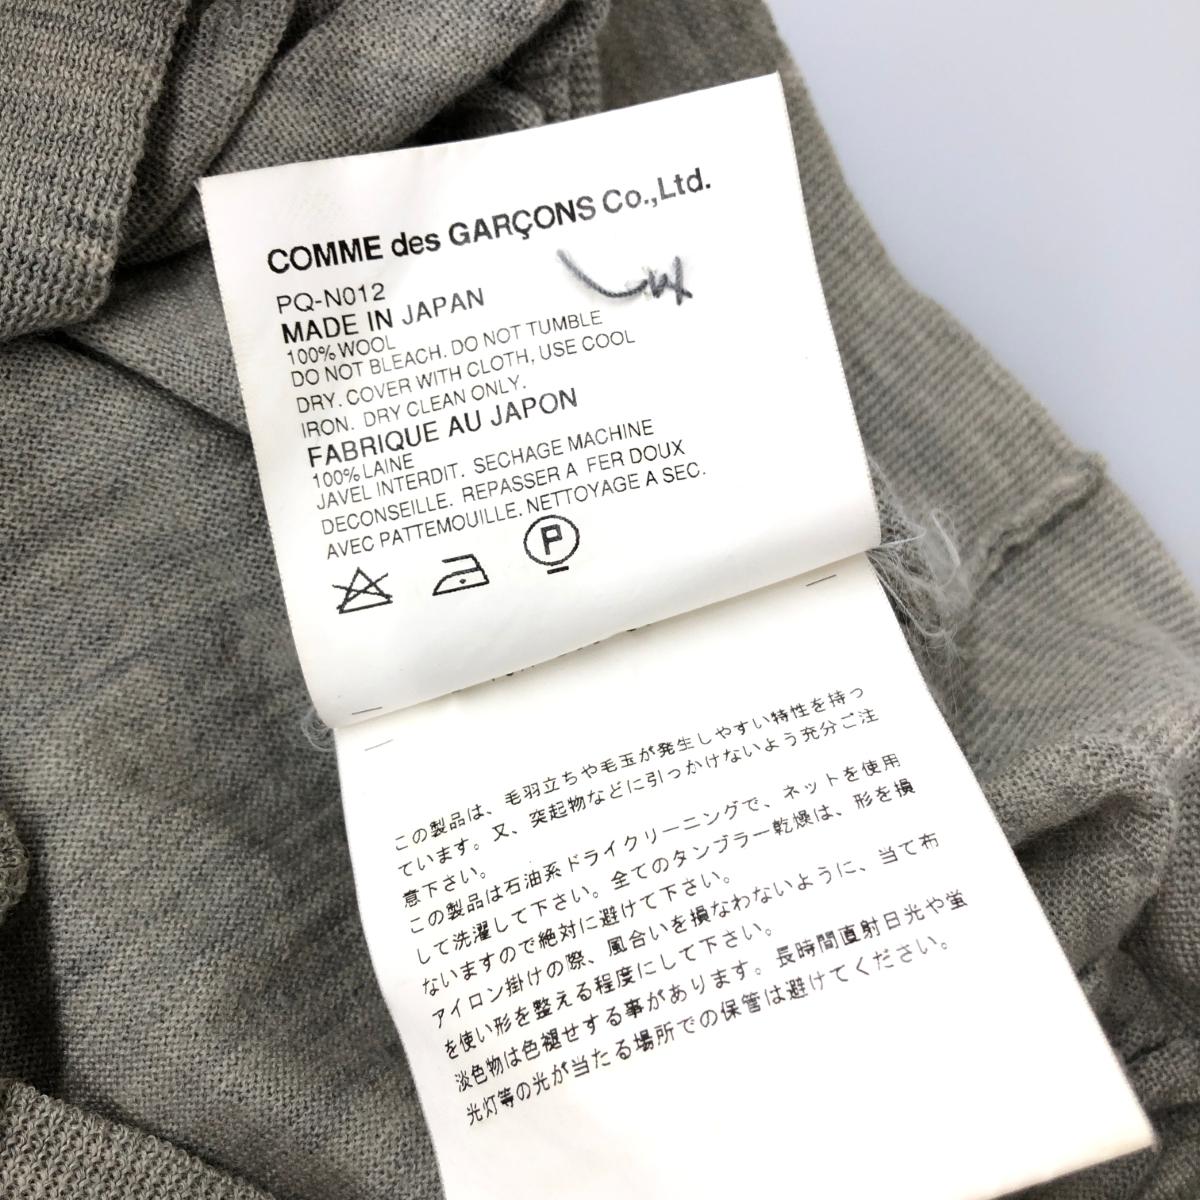 COMME des GARÇONS Co.,Ltd.
PQ-N012
MADE IN JAPAN
100% WOOL
DO NOT BLEACH. DO NOT TUMBLE
DRY. COVER WITH CLOTH, USE COOL
IRON. DRY CLEAN ONLY.
FABRIQUE AU JAPON
100% LAINE
JAVEL INTERDIT. SECHAGE MACHINE
DECONSEILLE. REPASSER A FER DOUX
AVEC PATTEMOUILLE. NETTOYAGE A SEC.
P
この製品は、毛羽立ちや毛玉が発生しやすい特性を持っ
ています。又、突起物などに引っかけないよう充分ご注
意下さい。
この製品は石油系ドライクリーニングで、ネットを使用
して洗濯して下さい。全てのタンブラー乾燥は、形を損
ないますので絶対に避けて下さい。
アイロン掛けの際、風合いを損なわないように、当て布
を使い形を整える程度にして下さい。
淡色物は色褪せする事があります。長時間直射日光や蛍
光灯等の光が当たる場所での保管は避けてください。